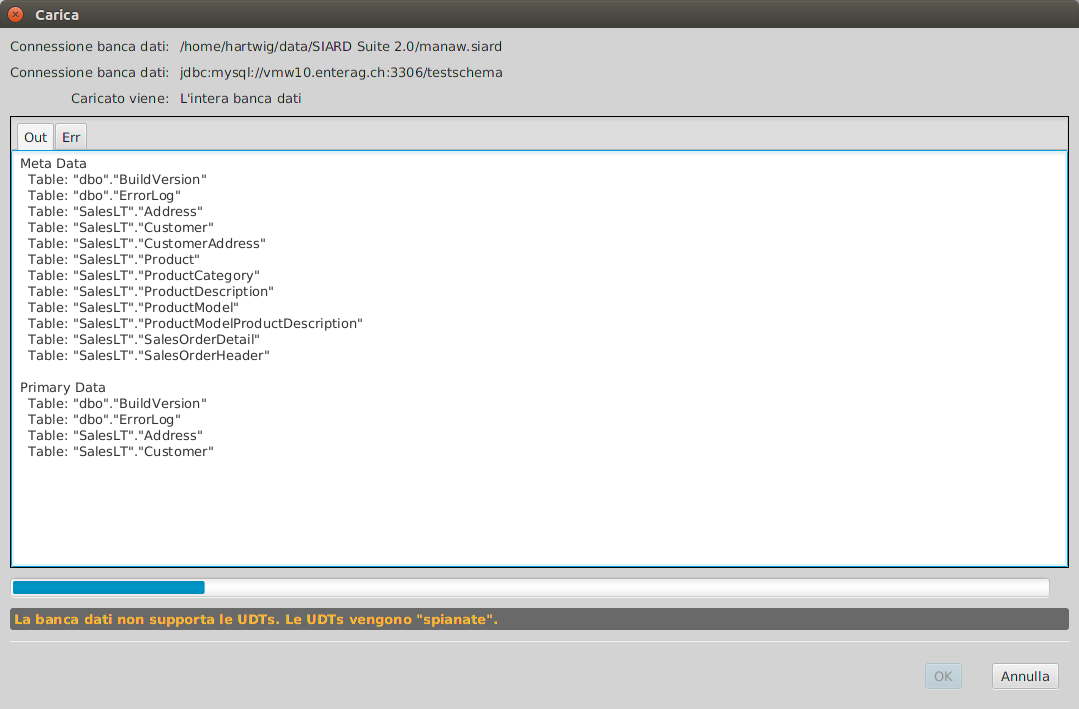 Carica
Connessione banca dati: /home/hartwig/data/SIARD Suite 2.0/manaw.siard
Connessione banca dati: jdbc:mysql://vmw10.enterag.ch:3306/testschema
Caricato viene: L'intera banca dati
Out Err
Meta Data
Table: "dbo"."BuildVersion"
Table: "dbo"."ErrorLog"
Table: "SalesLT"."Address"
Table: "SalesLT"."Customer"
Table: "SalesLT"."CustomerAddress"
Table: "SalesLT"."Product"
Table: "SalesLT"."ProductCategory"
Table: "SalesLT"."ProductDescription"
Table: "SalesLT"."ProductModel"
Table: "SalesLT"."ProductModelProductDescription"
Table: "SalesLT"."SalesOrderDetail"
Table: "SalesLT"."SalesOrderHeader"
Primary Data
Table: "dbo"."BuildVersion"
Table: "dbo"."ErrorLog"
Table: "SalesLT"."Address"
Table: "SalesLT"."Customer"
La banca dati non supporta le UDTs. Le UDTs vengono "spianate".
OK Annulla